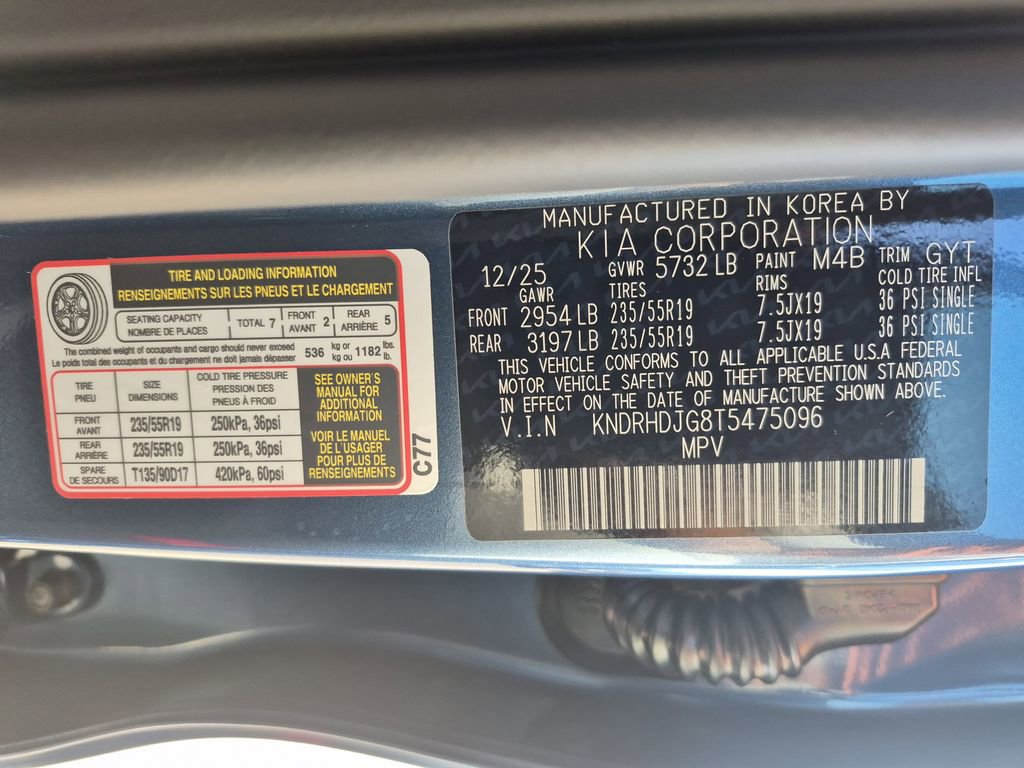 TIRE AND LOADING INFORMATION
RENSEIGNEMENTS SUR LES PNEUS ET LE CHARGEMENT
SEATING CAPACITY
NOMBRE DE PLACES
TOTAL 7
FRONT
AVANT 2
REAR
ARRIÈRE 5
The combined weight of occupants and cargo should never exceed
Le poids total des occupants et du chargement ne doit jamais dépasser
536 kg or 1182 lbs.
kg ou lb.
TIRE
PNEU
SIZE
DIMENSIONS
COLD TIRE PRESSURE
PRESSION DES
PNEUS À FROID
FRONT
AVANT
235/55R19
250kPa, 36psi
REAR
ARRIÈRE
235/55R19
250kPa, 36psi
SPARE
DE SECOURS
T135/90D17
420kPa, 60psi
SEE OWNER'S
MANUAL FOR
ADDITIONAL
INFORMATION
VOIR LE MANUEL
DE L'USAGER
POUR PLUS DE
RENSEIGNEMENTS
C77
MANUFACTURED IN KOREA BY
KIA CORPORATION
12/25 GVWR 5732 LB PAINT M4B TRIM GYT
GAWR TIRES RIMS COLD TIRE INFL
FRONT 2954 LB 235/55R19 7.5JX19 36 PSI SINGLE
REAR 3197 LB 235/55R19 7.5JX19 36 PSI SINGLE
THIS VEHICLE CONFORMS TO ALL APPLICABLE U.S.A FEDERAL
MOTOR VEHICLE SAFETY AND THEFT PREVENTION STANDARDS
IN EFFECT ON THE DATE OF MANUFACTURE SHOWN ABOVE.
V.I.N KNDRHDJG8T5475096
MPV